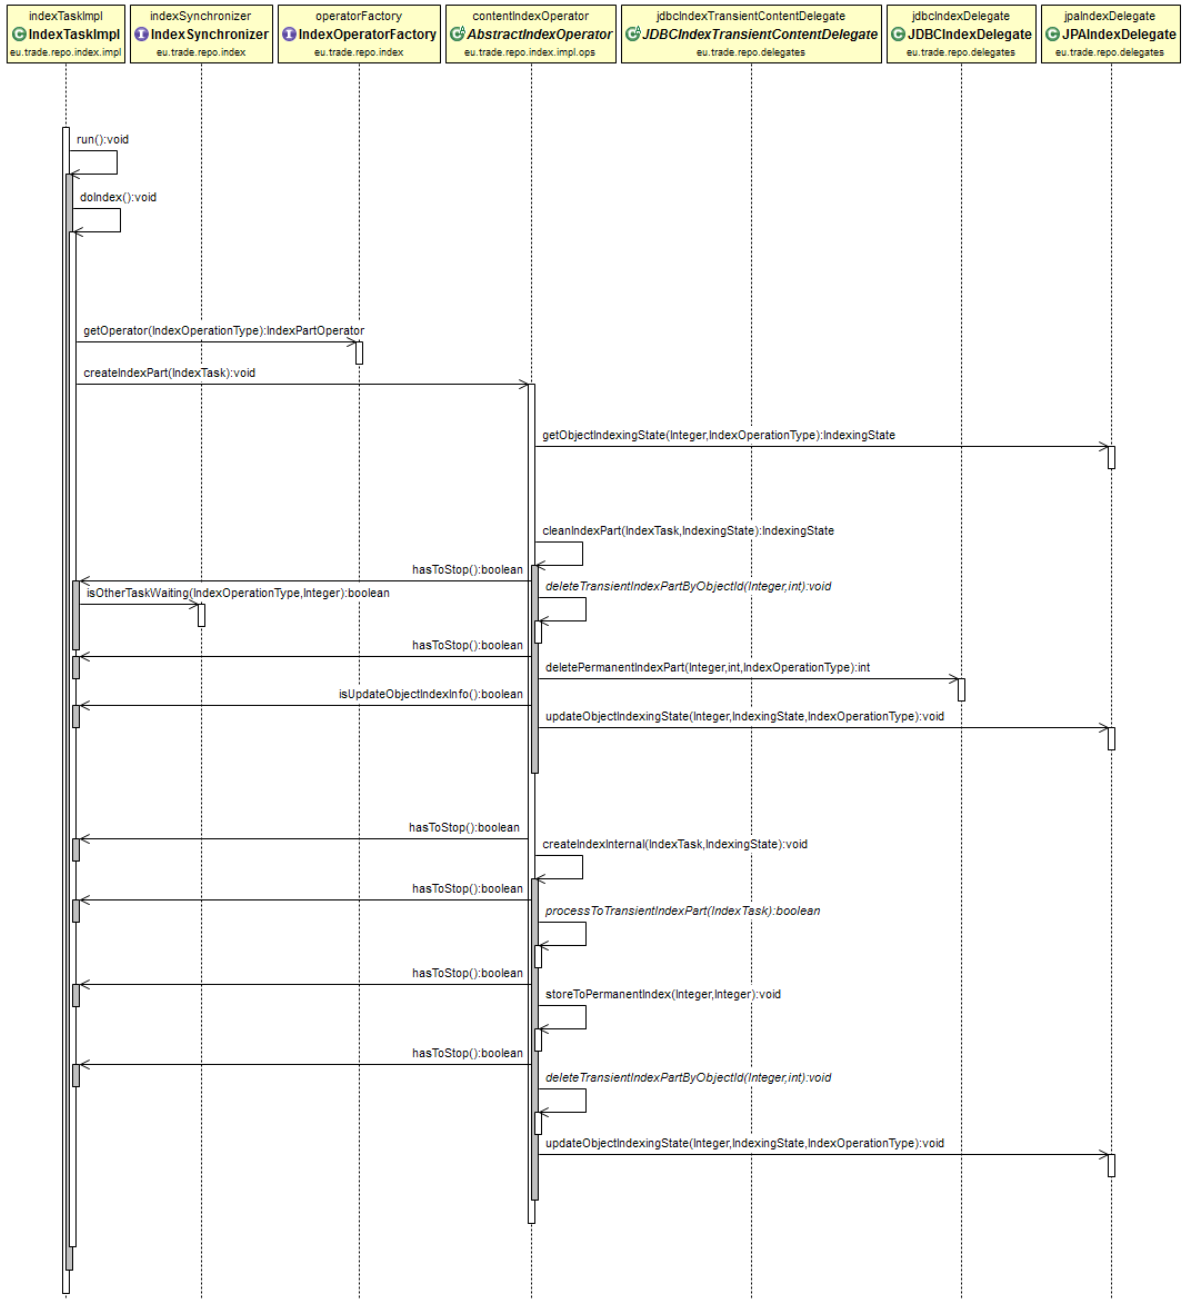 indexTaskImpl
C IndexTaskImpl
eu.trade.repo.index.impl
indexSynchronizer
I IndexSynchronizer
eu.trade.repo.index
operatorFactory
I IndexOperatorFactory
eu.trade.repo.index
contentIndexOperator
C A AbstractIndexOperator
eu.trade.repo.index.impl.ops
jdbcIndexTransientContentDelegate
C A JDBCIndexTransientContentDelegate
eu.trade.repo.delegates
jdbcIndexDelegate
C JDBCIndexDelegate
eu.trade.repo.delegates
jpaIndexDelegate
C JPAIndexDelegate
eu.trade.repo.delegates
run():void
doIndex():void
getOperator(IndexOperationType):IndexPartOperator
createIndexPart(IndexTask):void
getObjectIndexingState(Integer,IndexOperationType):IndexingState
cleanIndexPart(IndexTask,IndexingState):IndexingState
hasToStop():boolean
deleteTransientIndexPartByObjectId(Integer,int):void
isOtherTaskWaiting(IndexOperationType,Integer):boolean
hasToStop():boolean
deletePermanentIndexPart(Integer,int,IndexOperationType):int
isUpdateObjectIndexInfo():boolean
updateObjectIndexingState(Integer,IndexingState,IndexOperationType):void
hasToStop():boolean
createIndexInternal(IndexTask,IndexingState):void
hasToStop():boolean
processToTransientIndexPart(IndexTask):boolean
hasToStop():boolean
storeToPermanentIndex(Integer,Integer):void
hasToStop():boolean
deleteTransientIndexPartByObjectId(Integer,int):void
updateObjectIndexingState(Integer,IndexingState,IndexOperationType):void